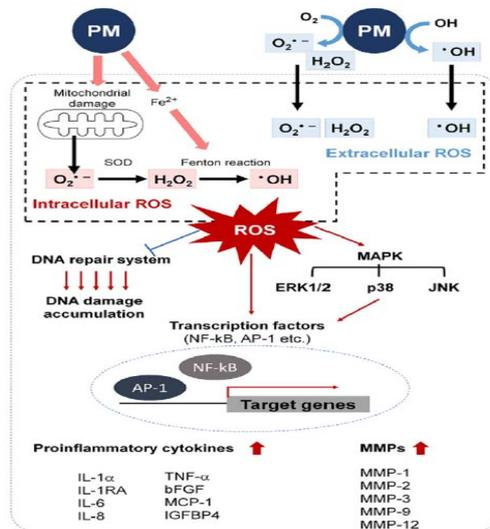 PM
O₂
PM
OH
O₂•−
H₂O₂
•OH
Mitochondrial
damage
Fe²⁺
O₂•−
H₂O₂
•OH
Extracellular ROS
SOD
Fenton reaction
O₂•−
H₂O₂
•OH
Intracellular ROS
ROS
DNA repair system
MAPK
ERK1/2
p38
JNK
DNA damage
accumulation
Transcription factors
(NF-kB, AP-1 etc.)
NF-kB
AP-1
Target genes
Proinflammatory cytokines
MMPs
IL-1α
IL-1RA
IL-6
IL-8
TNF-α
bFGF
MCP-1
IGFBP4
MMP-1
MMP-2
MMP-3
MMP-9
MMP-12